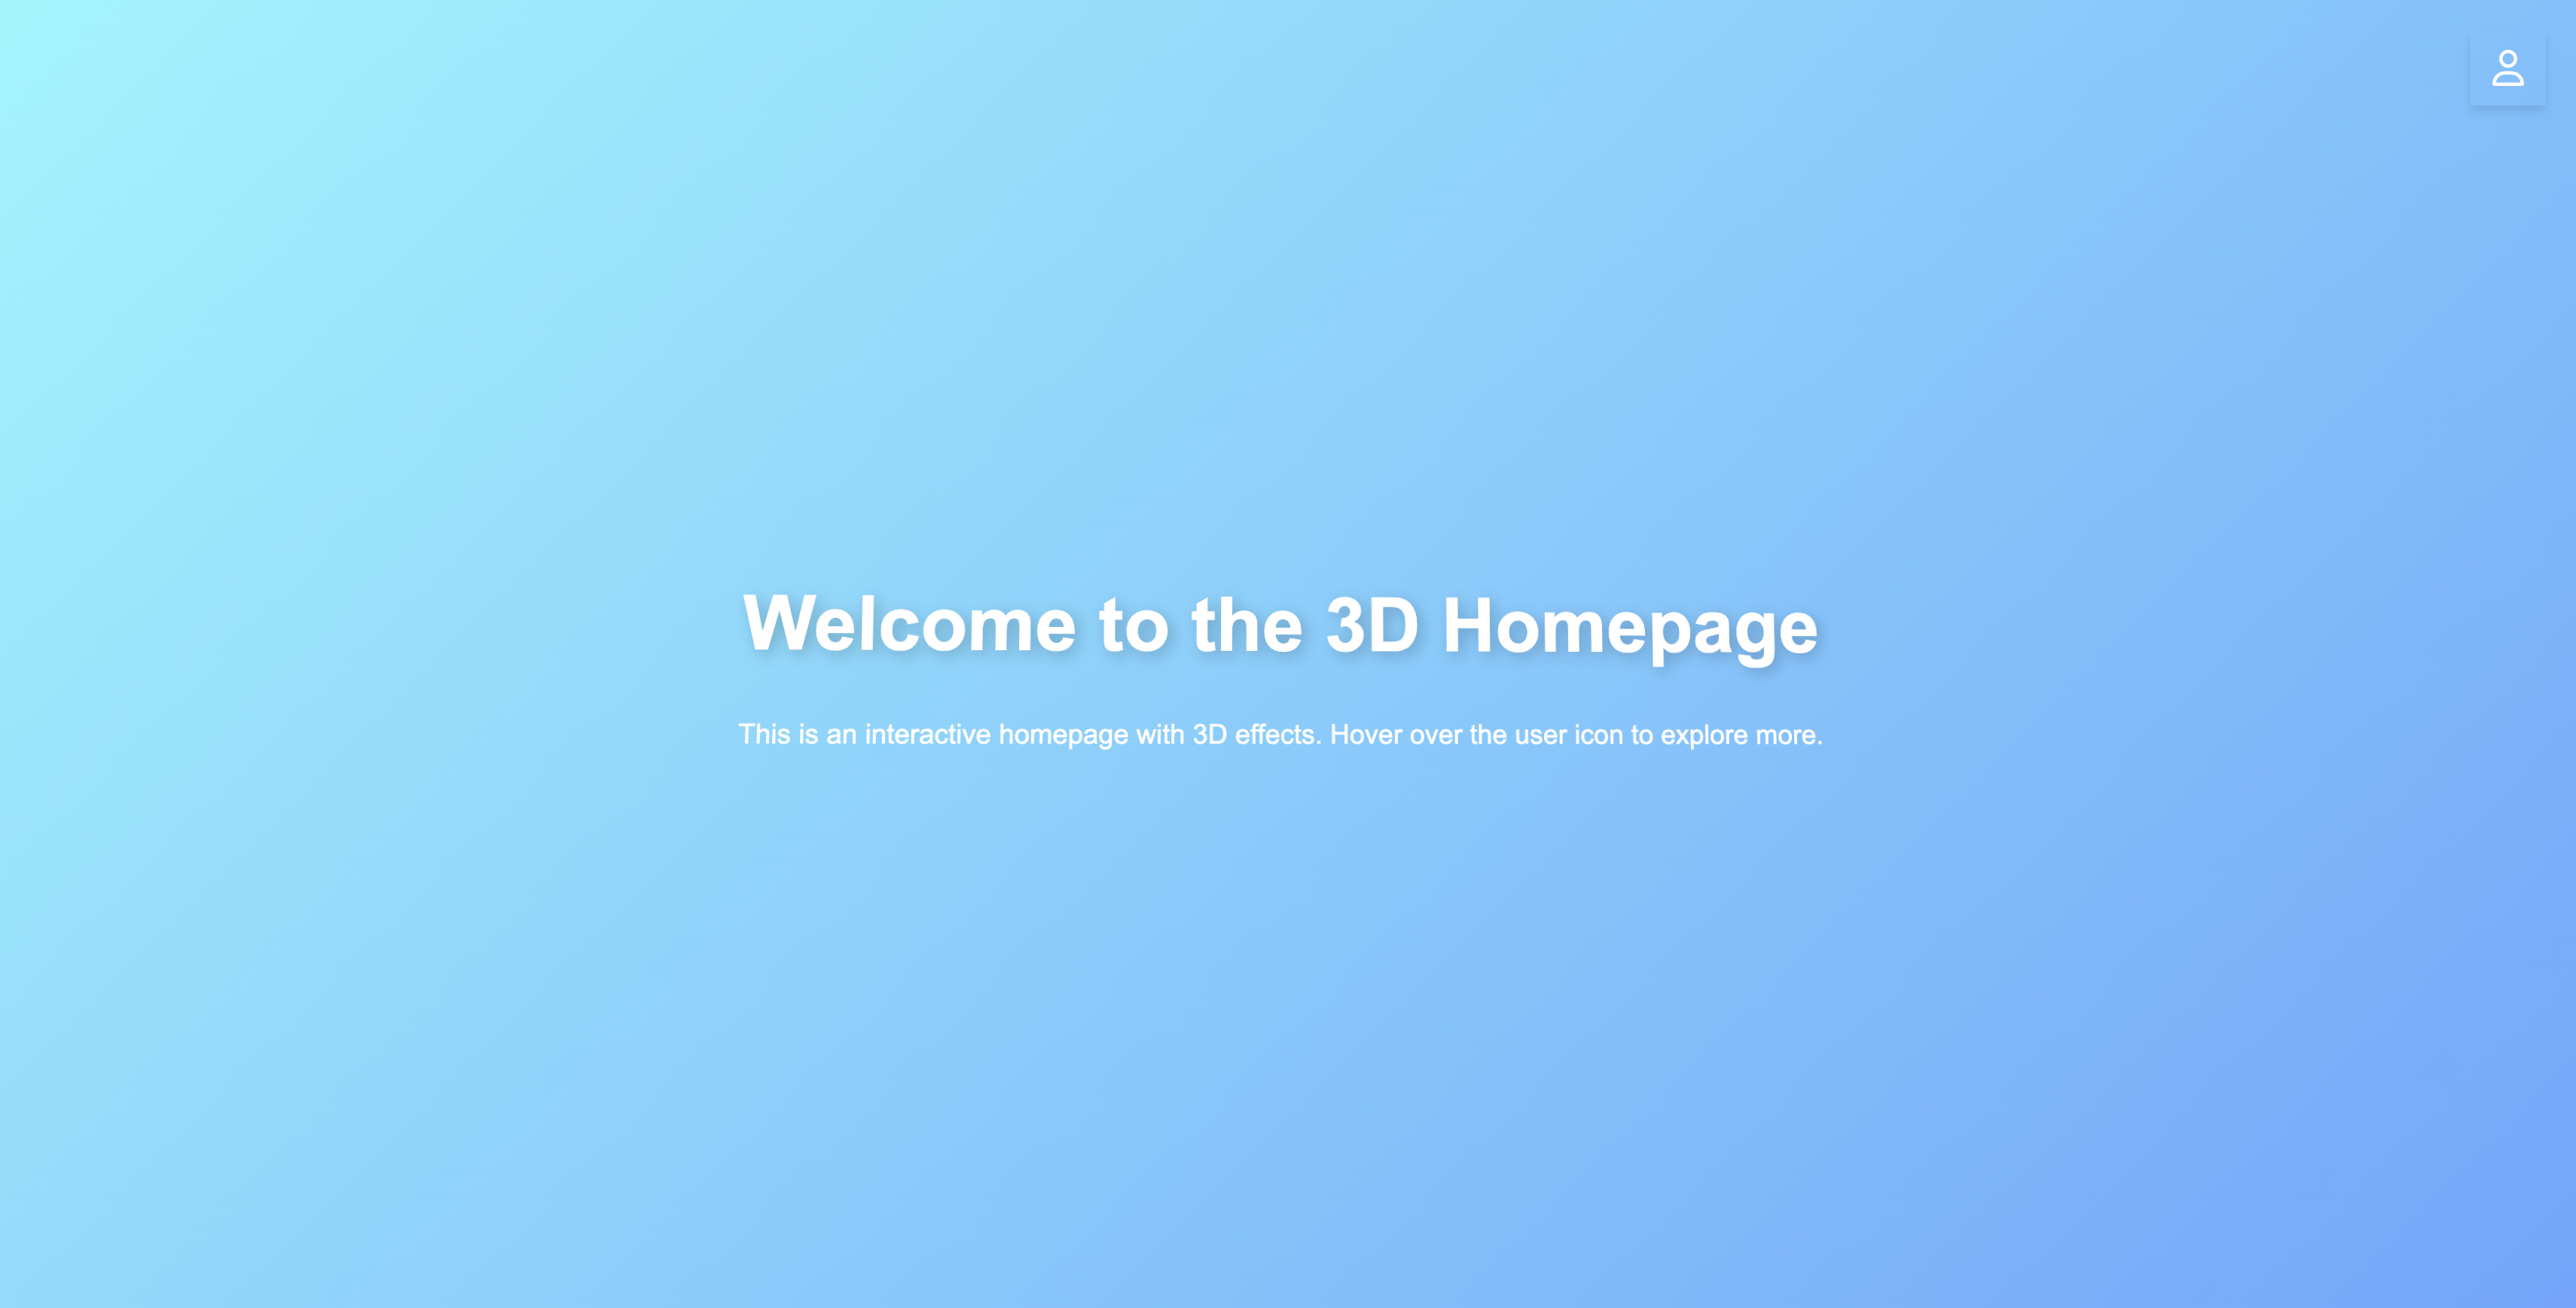 Welcome to the 3D Homepage
This is an interactive homepage with 3D effects. Hover over the user icon to explore more.